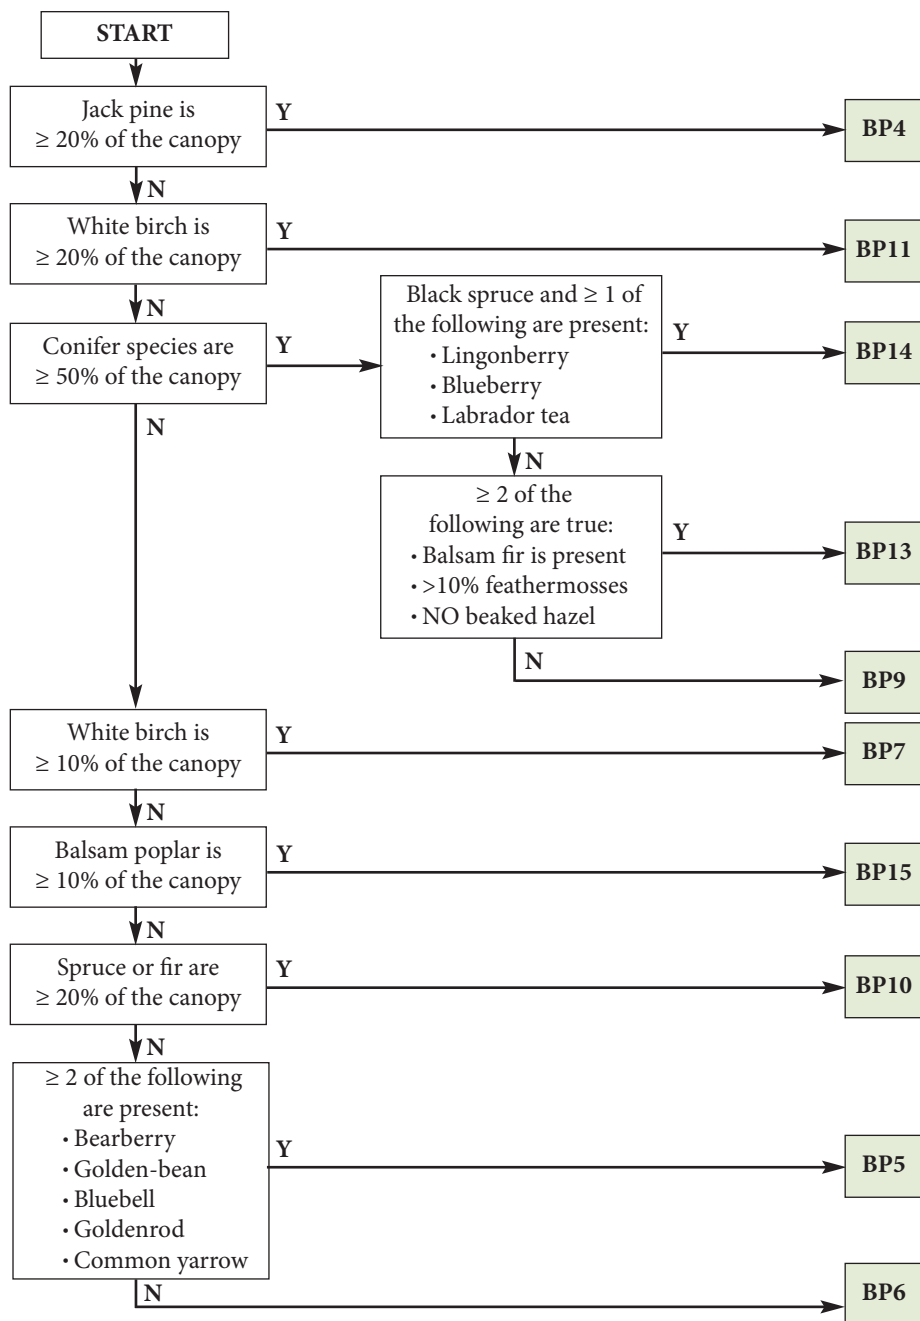 START
Jack pine is
≥ 20% of the canopy
Y
BP4
N
White birch is
≥ 20% of the canopy
Y
BP11
N
Conifer species are
≥ 50% of the canopy
Y
Black spruce and ≥ 1 of
the following are present:
· Lingonberry
· Blueberry
· Labrador tea
Y
BP14
N
≥ 2 of the
following are true:
· Balsam fir is present
· >10% feathermosses
· NO beaked hazel
Y
BP13
N
BP9
N
White birch is
≥ 10% of the canopy
Y
BP7
N
Balsam poplar is
≥ 10% of the canopy
Y
BP15
N
Spruce or fir are
≥ 20% of the canopy
Y
BP10
N
≥ 2 of the following
are present:
· Bearberry
· Golden-bean
· Bluebell
· Goldenrod
· Common yarrow
Y
BP5
N
BP6